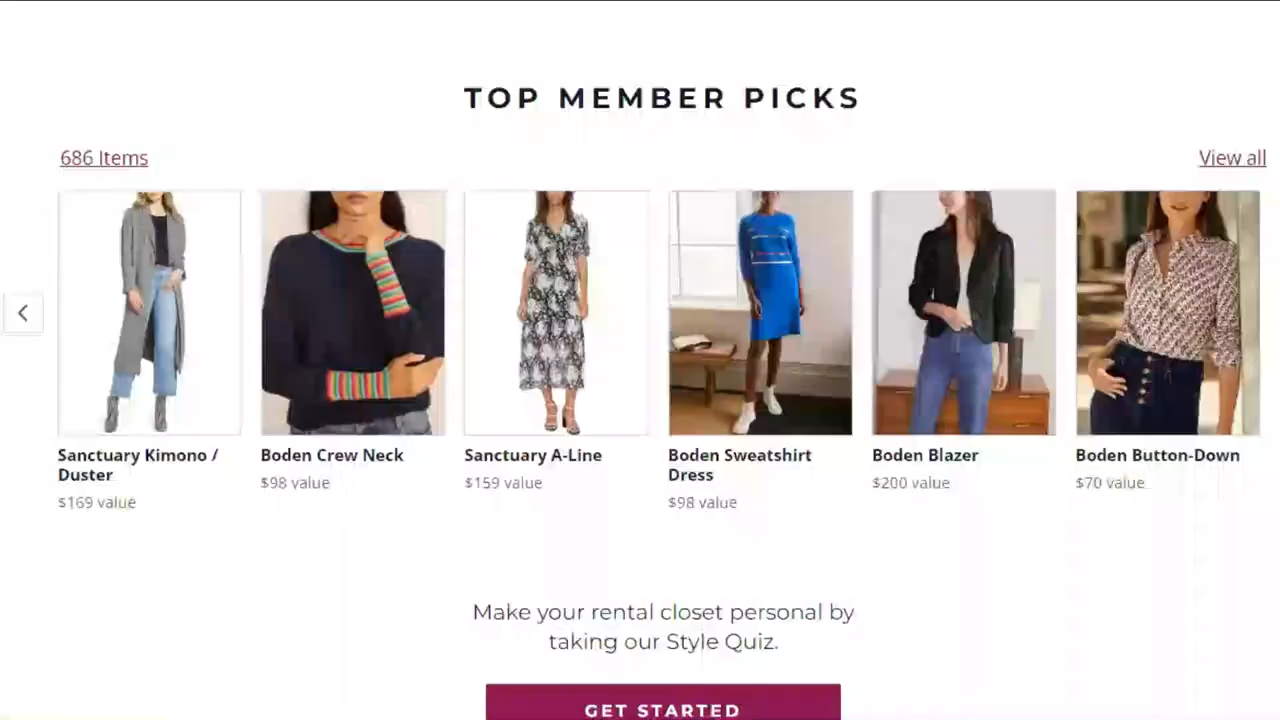 TOP MEMBER PICKS
686 Items
View all
Sanctuary Kimono /
Duster
$169 value
Boden Crew Neck
$98 value
Sanctuary A-Line
$159 value
Boden Sweatshirt
Dress
$98 value
Boden Blazer
$200 value
Boden Button-Down
$70 value
Make your rental closet personal by
taking our Style Quiz.
GET STARTED